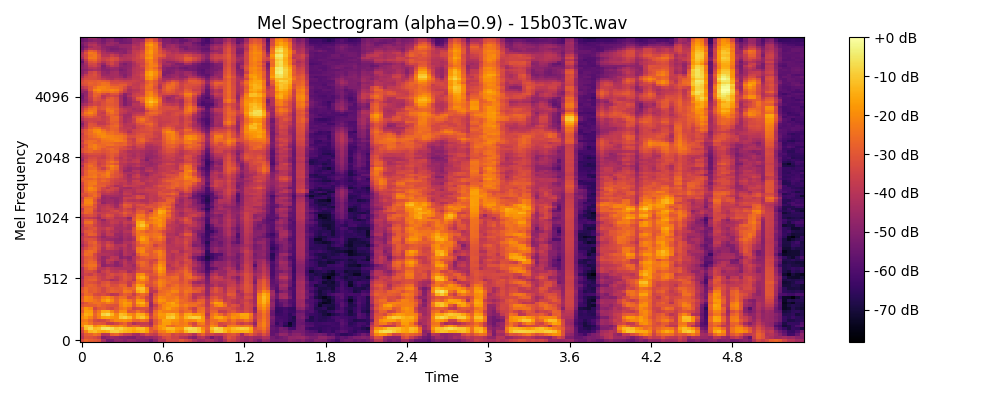 Mel Spectrogram (alpha=0.9) - 15b03Tc.wav
Mel Frequency
4096
2048
1024
512
0
0 0.6 1.2 1.8 2.4 3 3.6 4.2 4.8
Time
+0 dB
-10 dB
-20 dB
-30 dB
-40 dB
-50 dB
-60 dB
-70 dB